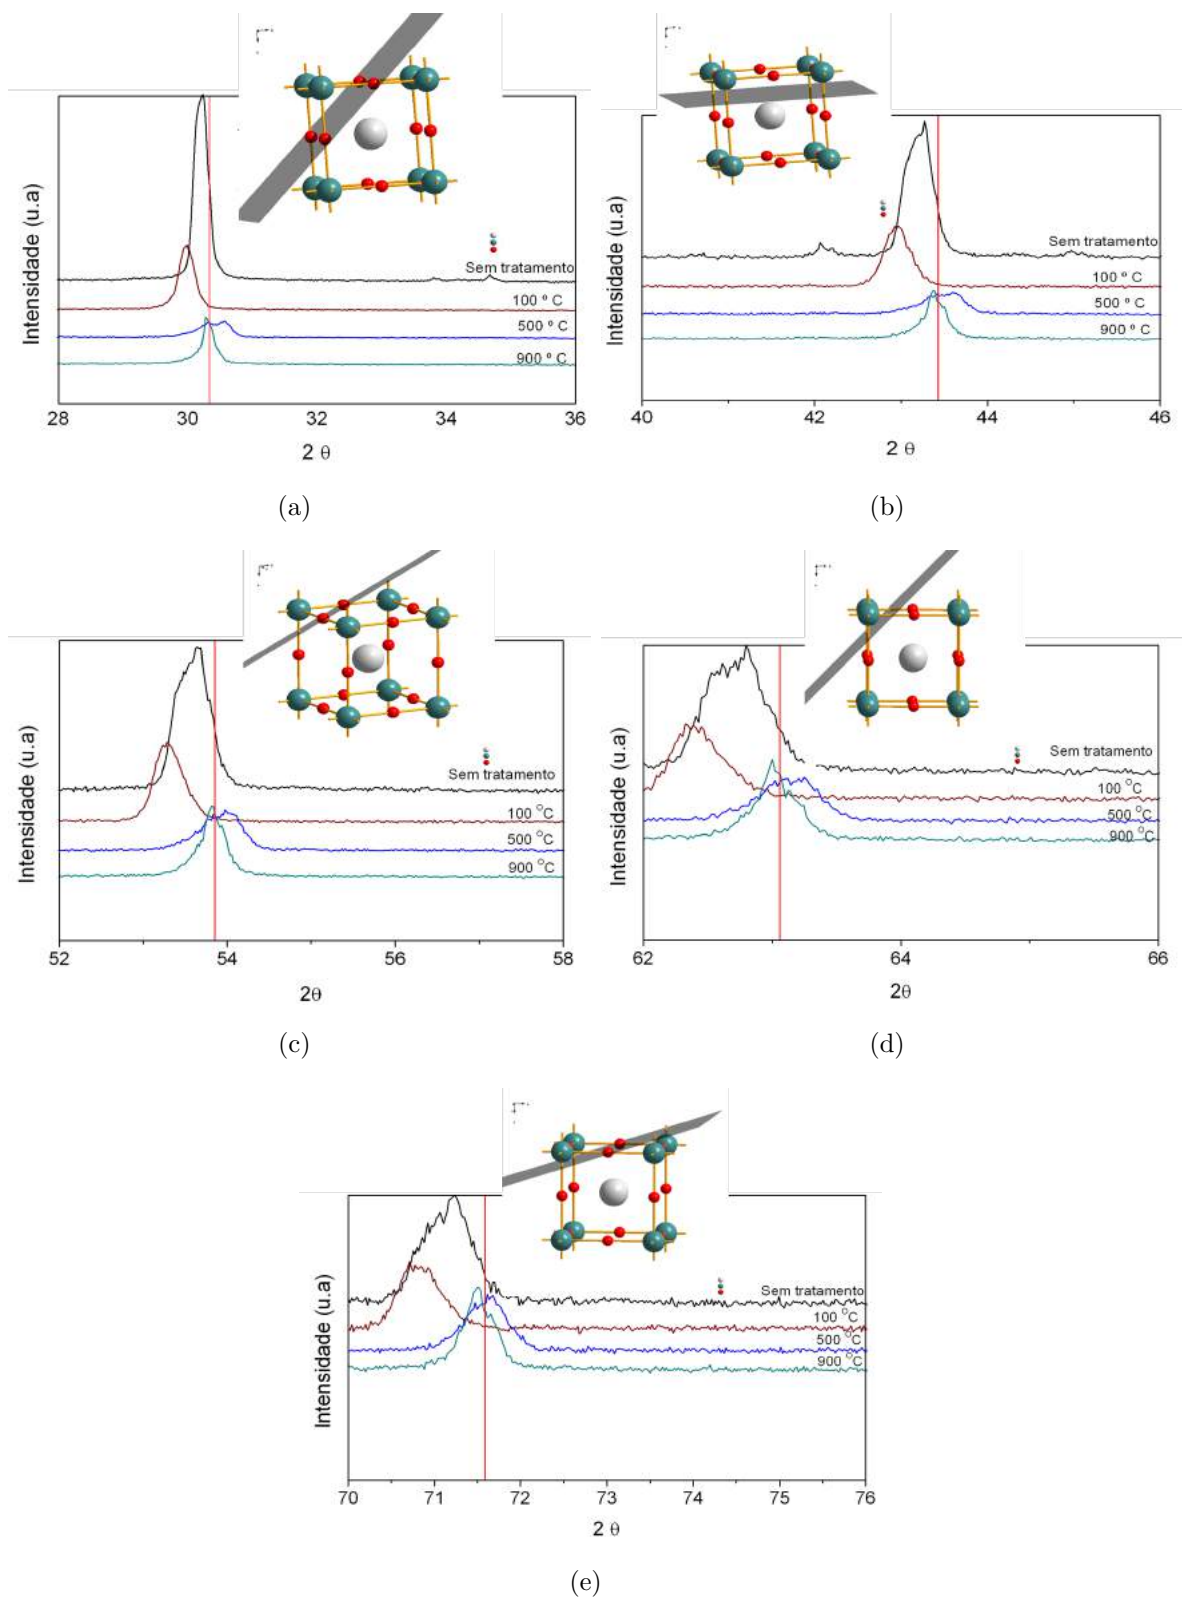 Intensidade (u.a)
Sem tratamento
100 º C
500 º C
900 º C
28 30 32 34 36
2 θ
(a)
Intensidade (u.a)
Sem tratamento
100 º C
500 º C
900 º C
40 42 44 46
2 θ
(b)
Intensidade (u.a)
Sem tratamento
100 °C
500 °C
900 °C
52 54 56 58
2θ
(c)
Intensidade (u.a)
Sem tratamento
100 °C
500 °C
900 °C
62 64 66
2θ
(d)
Intensidade (u.a)
Sem tratamento
100 °C
500 °C
900 °C
70 71 72 73 74 75 76
2 θ
(e)